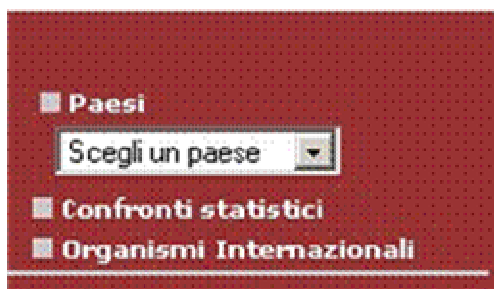 Paesi
Scegli un paese
Confronti statistici
Organismi Internazionali